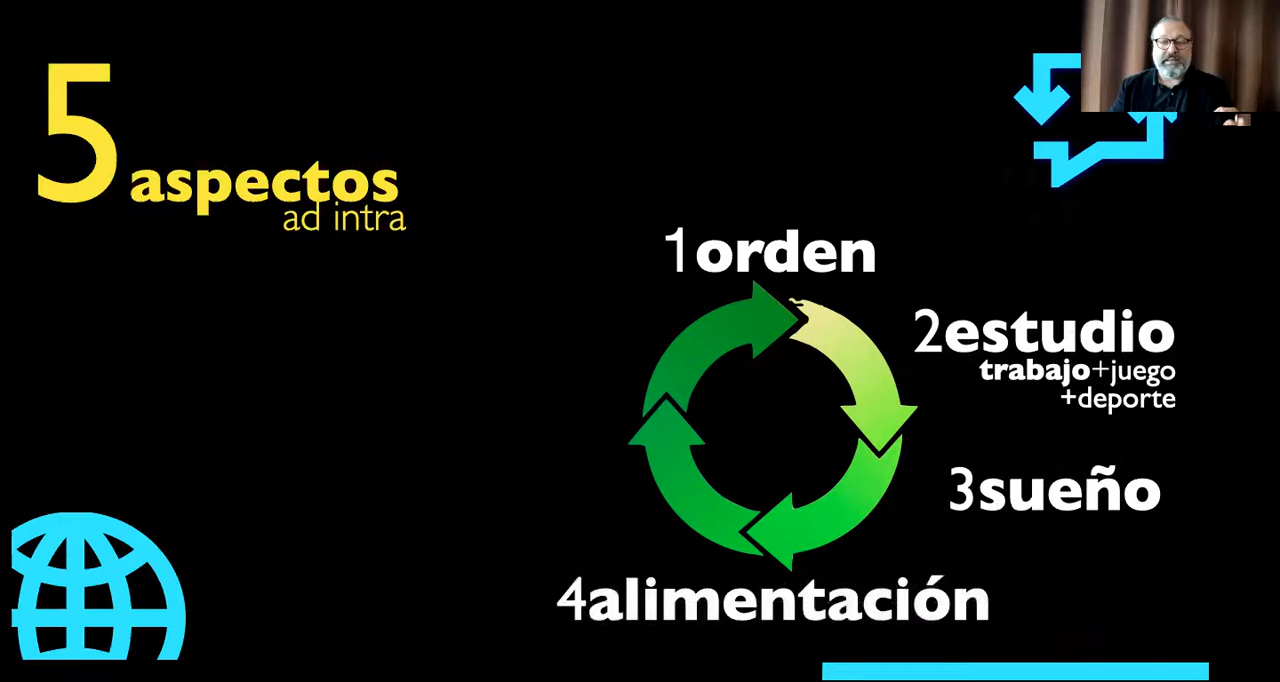 5 aspectos
ad intra
1orden
2estudio
trabajo+juego
+deporte
3sueño
4alimentación